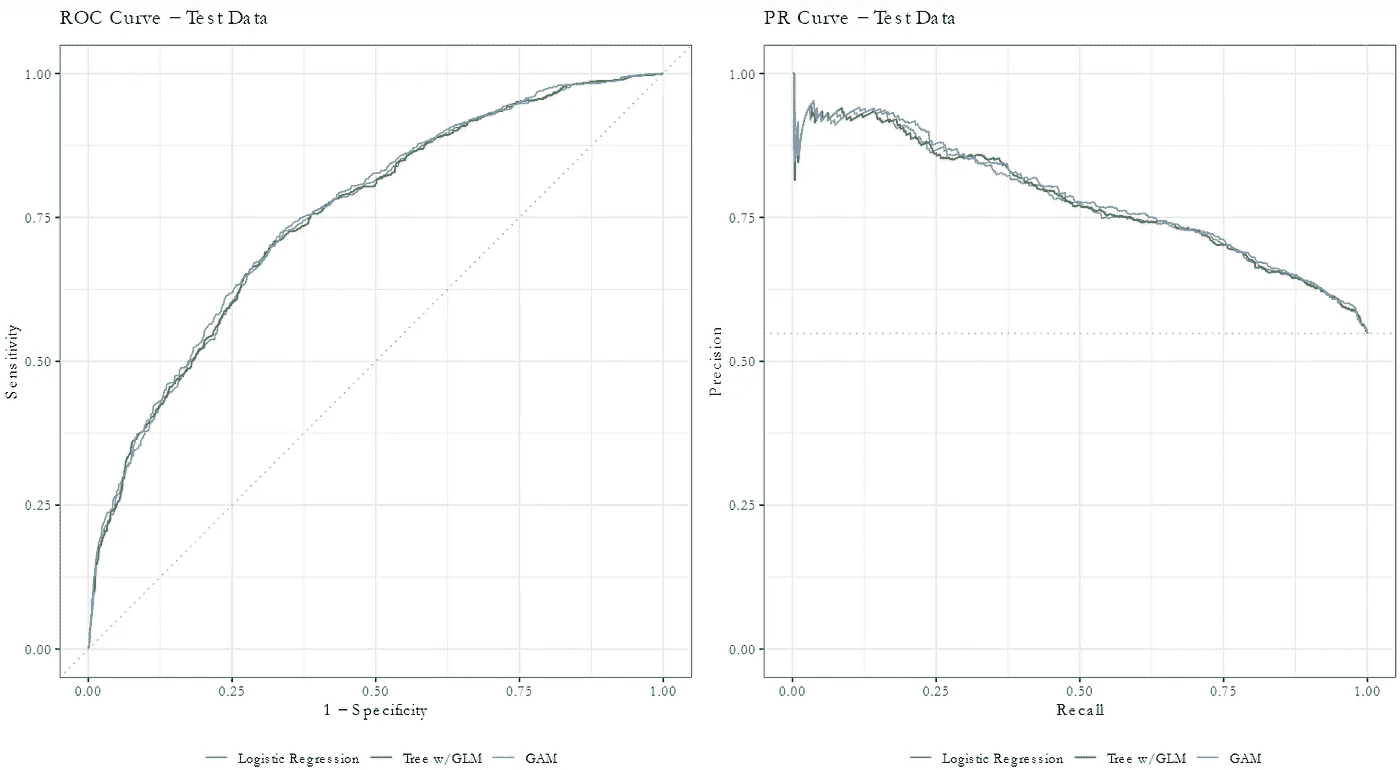 ROC Curve − Test Data
1.00
0.75
0.50
0.25
0.00
Sensitivity
0.00 0.25 0.50 0.75 1.00
1 − Specificity
Logistic Regression Tree w/GLM GAM
PR Curve − Test Data
1.00
0.75
0.50
0.25
0.00
Precision
0.00 0.25 0.50 0.75 1.00
Recall
Logistic Regression Tree w/GLM GAM